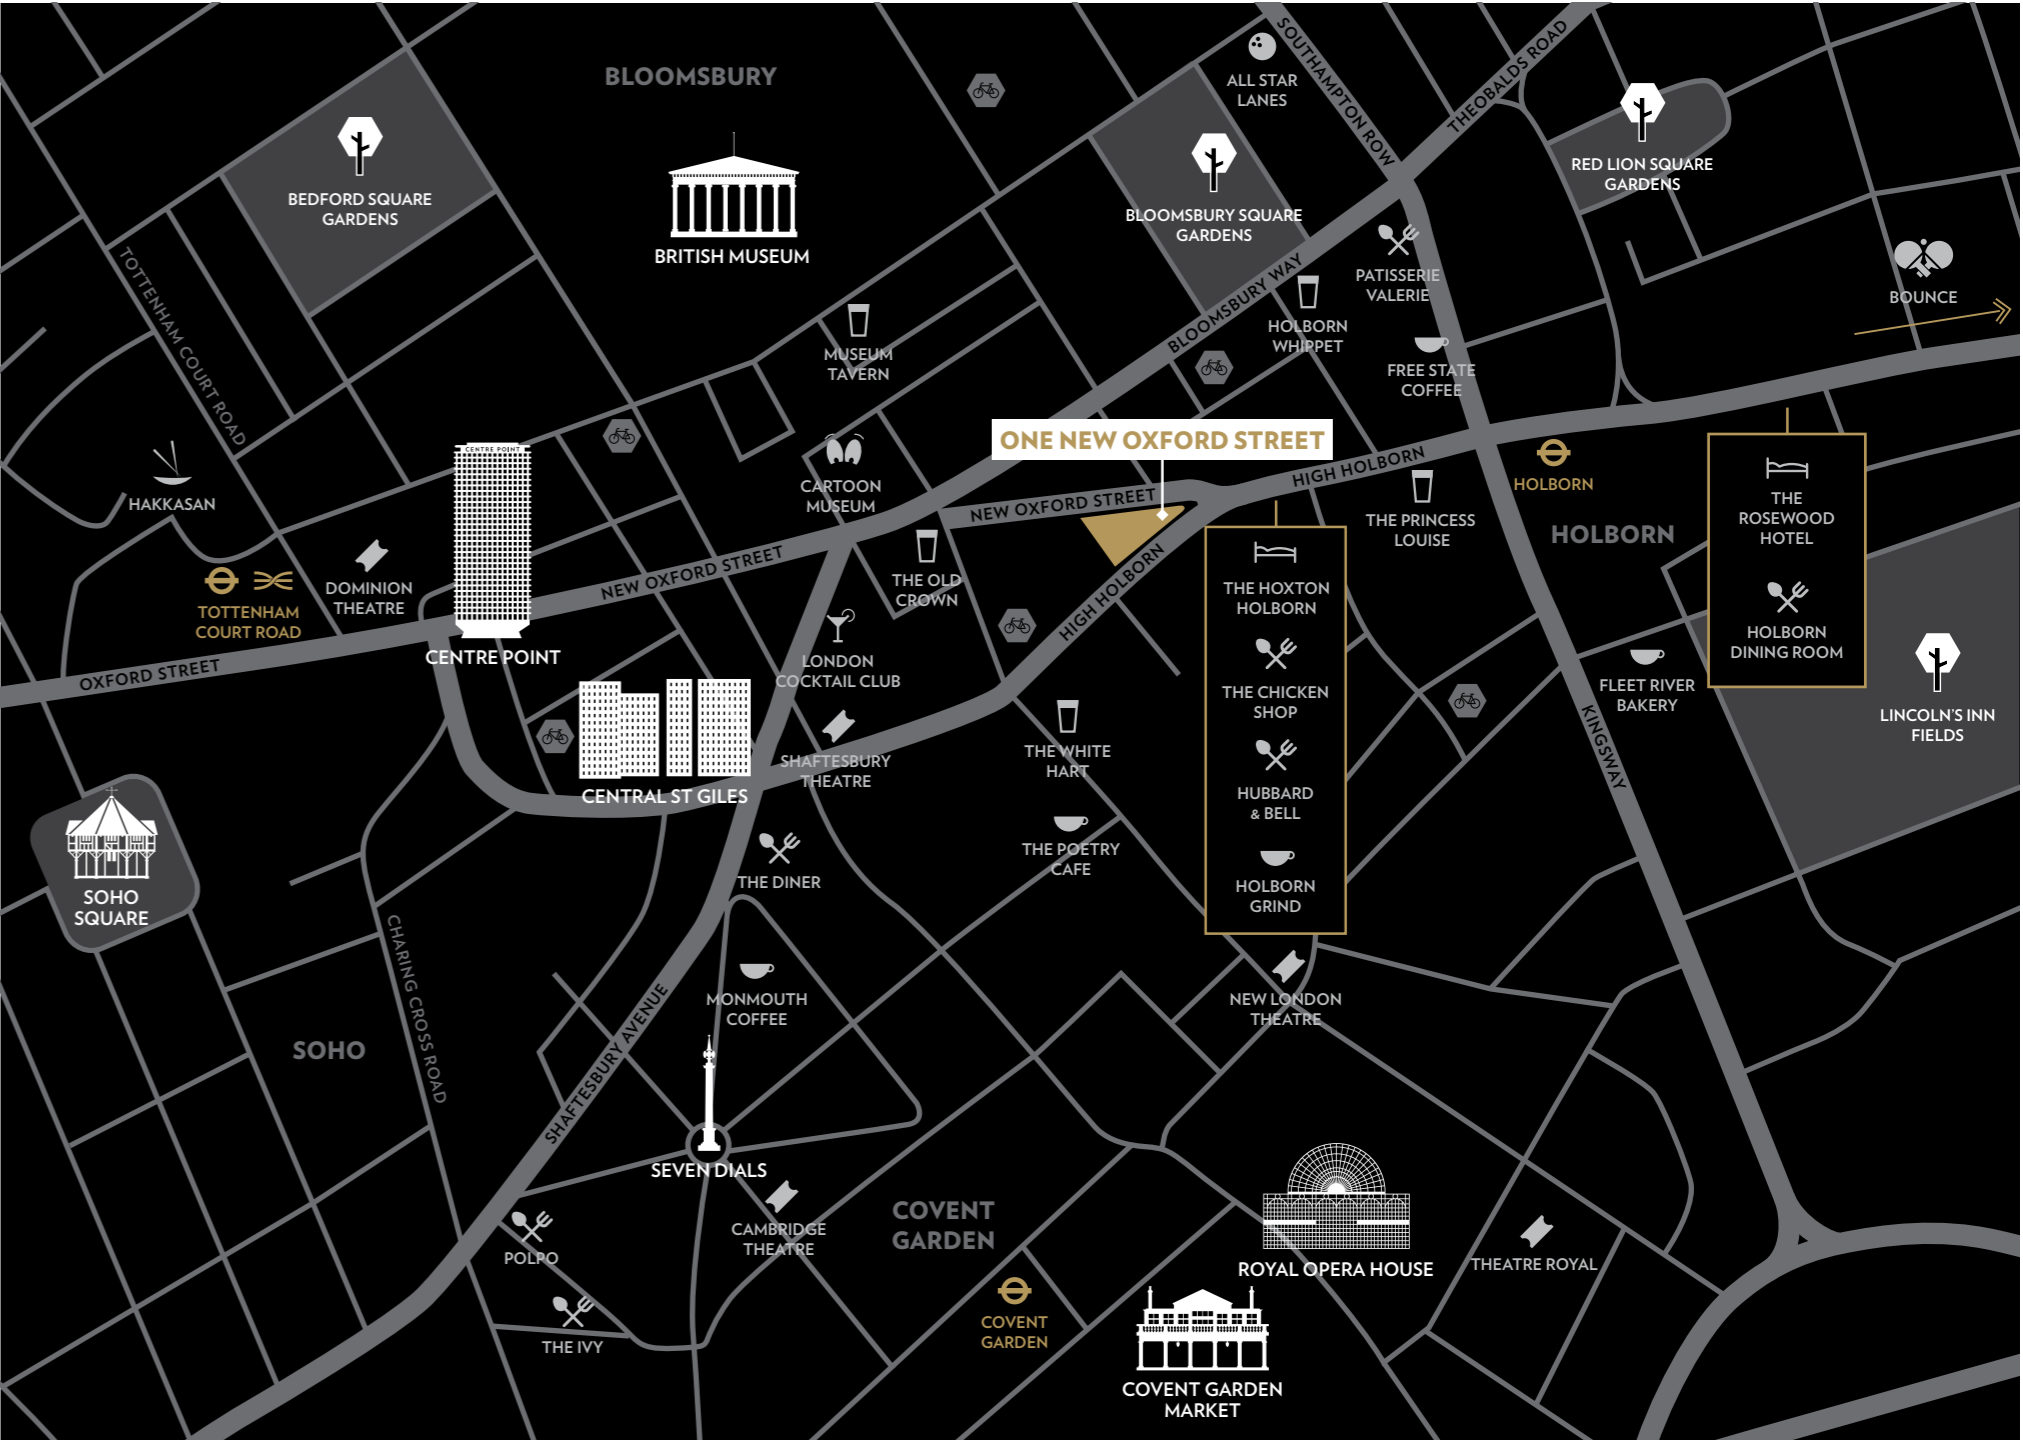 BLOOMSBURY
ALL STAR
LANES
SOUTHAMPTON ROW
THEOBALDS ROAD
RED LION SQUARE
GARDENS
BEDFORD SQUARE
GARDENS
BRITISH MUSEUM
BLOOMSBURY SQUARE
GARDENS
PATISSERIE
VALERIE
BOUNCE
TOTTENHAM COURT ROAD
BLOOMSBURY WAY
HOLBORN
WHIPPET
MUSEUM
TAVERN
FREE STATE
COFFEE
ONE NEW OXFORD STREET
CENTRE POINT
HAKKASAN
CARTOON
MUSEUM
NEW OXFORD STREET
HIGH HOLBORN
HOLBORN
THE PRINCESS
LOUISE
HOLBORN
THE
ROSEWOOD
HOTEL
HOLBORN
DINING ROOM
TOTTENHAM
COURT ROAD
DOMINION
THEATRE
NEW OXFORD STREET
THE OLD
CROWN
HIGH HOLBORN
THE HOXTON
HOLBORN
THE CHICKEN
SHOP
HUBBARD
& BELL
HOLBORN
GRIND
OXFORD STREET
CENTRE POINT
LONDON
COCKTAIL CLUB
FLEET RIVER
BAKERY
LINCOLN'S INN
FIELDS
KINGSWAY
SHAFTESBURY
THEATRE
THE WHITE
HART
CENTRAL ST GILES
THE POETRY
CAFE
THE DINER
SOHO
SQUARE
CHARING CROSS ROAD
MONMOUTH
COFFEE
NEW LONDON
THEATRE
SOHO
SHAFTESBURY AVENUE
SEVEN DIALS
CAMBRIDGE
THEATRE
COVENT
GARDEN
POLPO
THE IVY
COVENT
GARDEN
ROYAL OPERA HOUSE
THEATRE ROYAL
COVENT GARDEN
MARKET